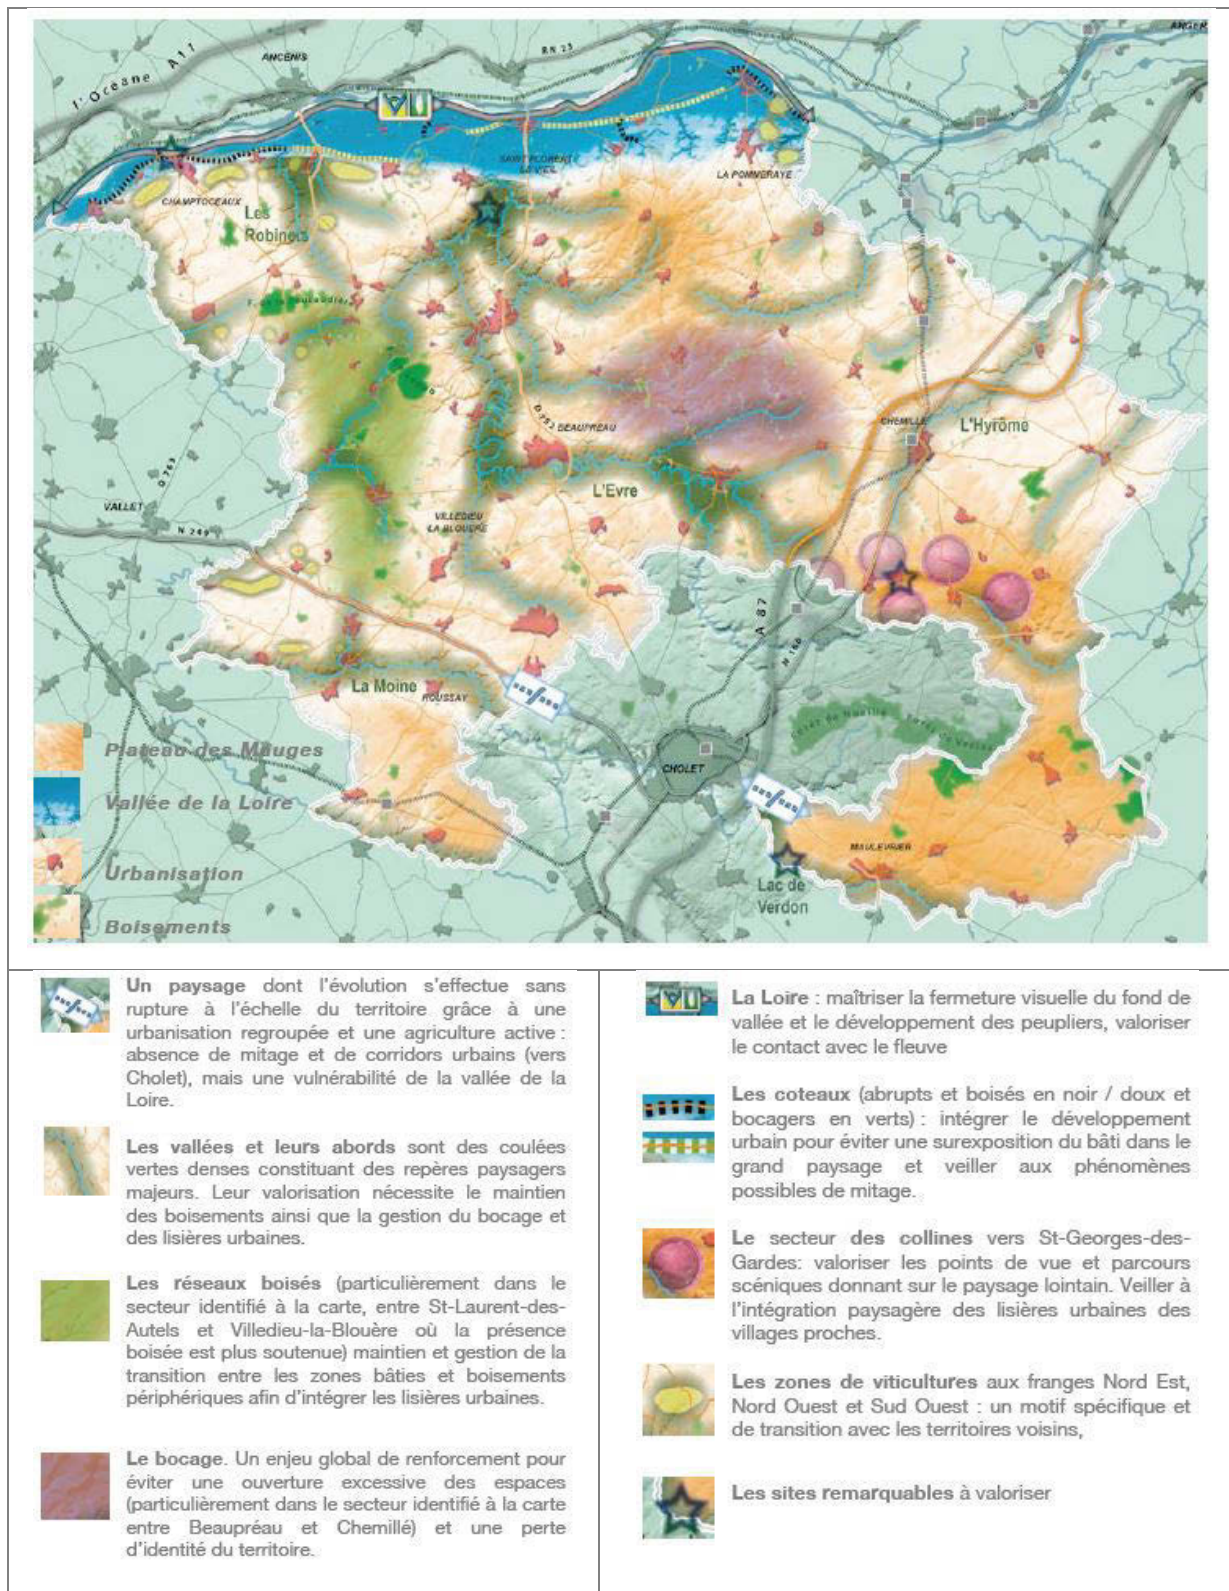 ANCENIS
RN 23
l'Océane A11
SAINT FLORENT
LE VIEIL
LA POMMERAYE
CHAMPTOCEAUX
Les
Robinets
CHEMILLE
L'Hyrôme
D 752
BEAUPREAU
L'Evre
D 763
VALLET
N 249
VILLEDIEU
LA BLOUERE
A 87
N 160
La Moine
ROUSSAY
Plateau des Mauges
CHOLET
Vallée de la Loire
MAULEVRIER
Urbanisation
Lac de
Verdon
Boisements
Un paysage dont l'évolution s'effectue sans
rupture à l'échelle du territoire grâce à une
urbanisation regroupée et une agriculture active :
absence de mitage et de corridors urbains (vers
Cholet), mais une vulnérabilité de la vallée de la
Loire.
Les vallées et leurs abords sont des coulées
vertes denses constituant des repères paysagers
majeurs. Leur valorisation nécessite le maintien
des boisements ainsi que la gestion du bocage et
des lisières urbaines.
Les réseaux boisés (particulièrement dans le
secteur identifié à la carte, entre St-Laurent-des-
Autels et Villedieu-la-Blouère où la présence
boisée est plus soutenue) maintien et gestion de la
transition entre les zones bâties et boisements
périphériques afin d'intégrer les lisières urbaines.
Le bocage. Un enjeu global de renforcement pour
éviter une ouverture excessive des espaces
(particulièrement dans le secteur identifié à la carte
entre Beaupréau et Chemillé) et une perte
d'identité du territoire.
La Loire : maîtriser la fermeture visuelle du fond de
vallée et le développement des peupliers, valoriser
le contact avec le fleuve
Les coteaux (abrupts et boisés en noir / doux et
bocagers en verts) : intégrer le développement
urbain pour éviter une surexposition du bâti dans le
grand paysage et veiller aux phénomènes
possibles de mitage.
Le secteur des collines vers St-Georges-des-
Gardes: valoriser les points de vue et parcours
scéniques donnant sur le paysage lointain. Veiller à
l'intégration paysagère des lisières urbaines des
villages proches.
Les zones de viticultures aux franges Nord Est,
Nord Ouest et Sud Ouest : un motif spécifique et
de transition avec les territoires voisins,
Les sites remarquables à valoriser